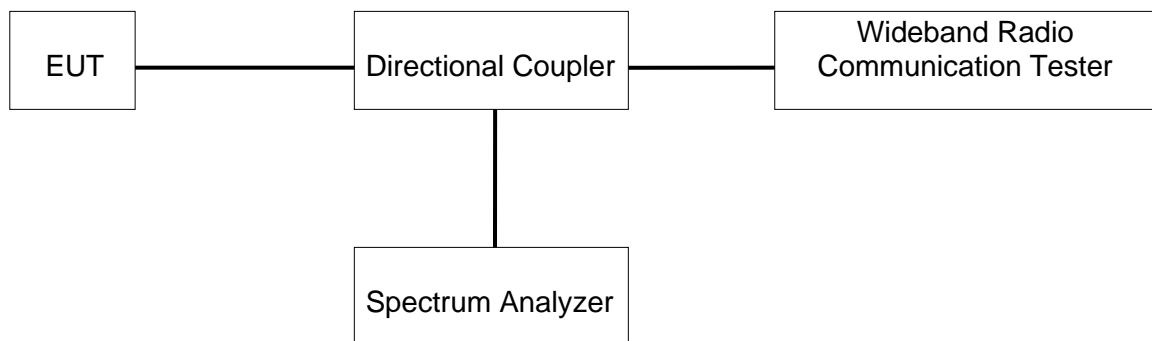 EUT
Directional Coupler
Wideband Radio
Communication Tester
Spectrum Analyzer